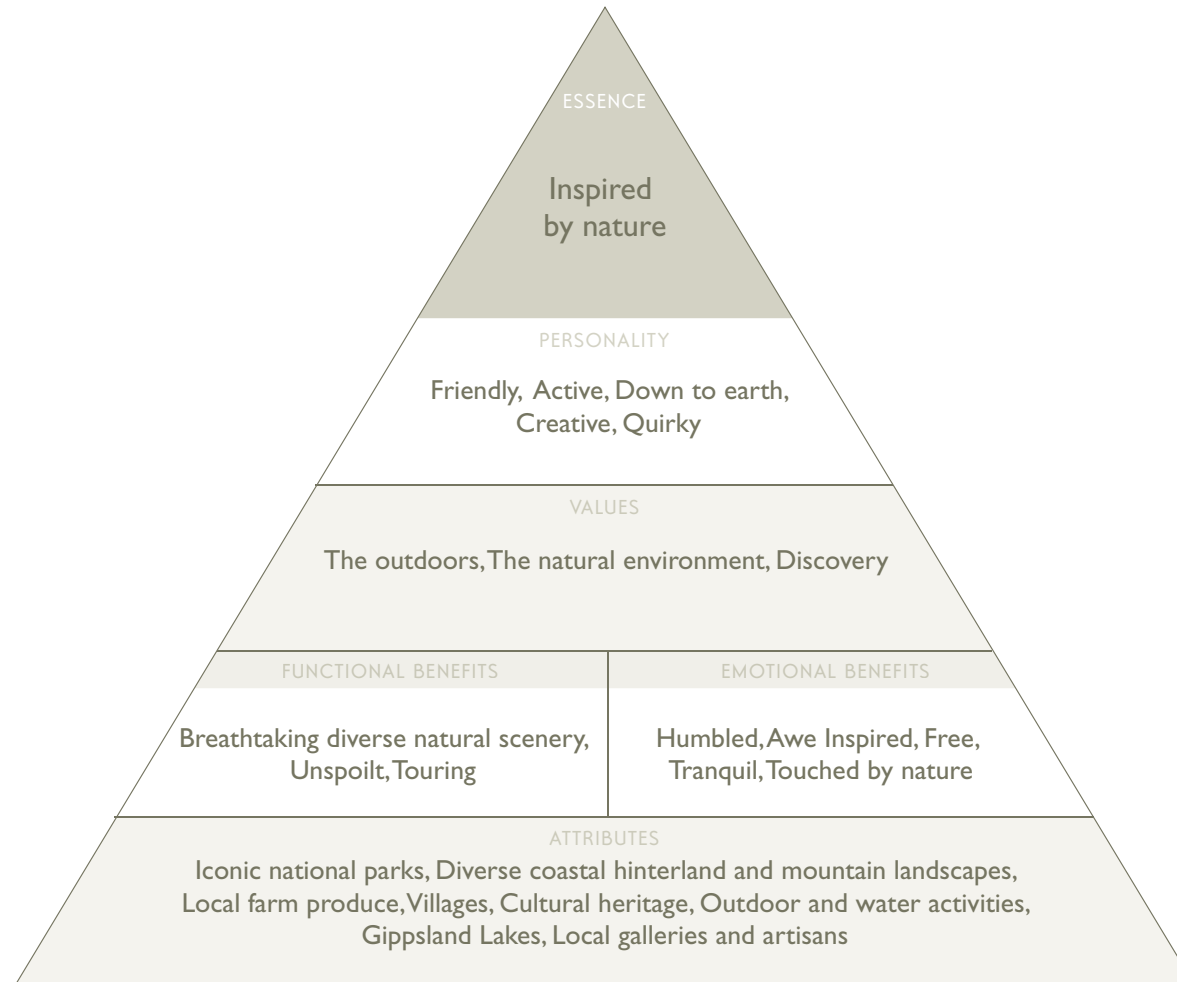 ESSENCE
Inspired
by nature
PERSONALITY
Friendly, Active, Down to earth,
Creative, Quirky
VALUES
The outdoors, The natural environment, Discovery
FUNCTIONAL BENEFITS
Breathtaking diverse natural scenery,
Unspoilt, Touring
EMOTIONAL BENEFITS
Humbled, Awe Inspired, Free,
Tranquil, Touched by nature
ATTRIBUTES
Iconic national parks, Diverse coastal hinterland and mountain landscapes,
Local farm produce, Villages, Cultural heritage, Outdoor and water activities,
Gippsland Lakes, Local galleries and artisans